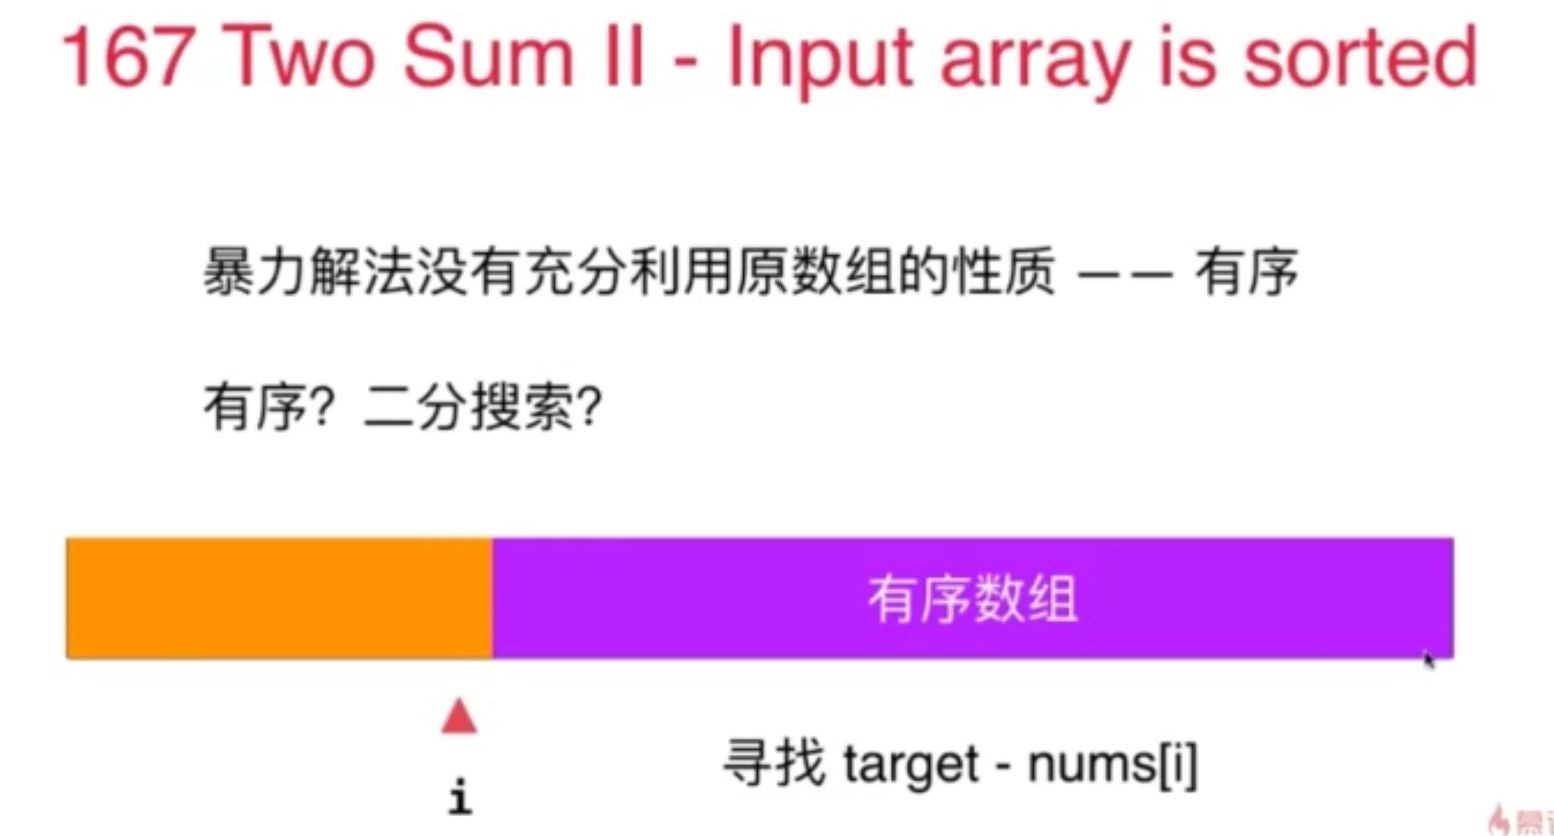 167 Two Sum II - Input array is sorted
暴力解法没有充分利用原数组的性质 —— 有序
有序？二分搜索？
有序数组
i
寻找 target - nums[i]